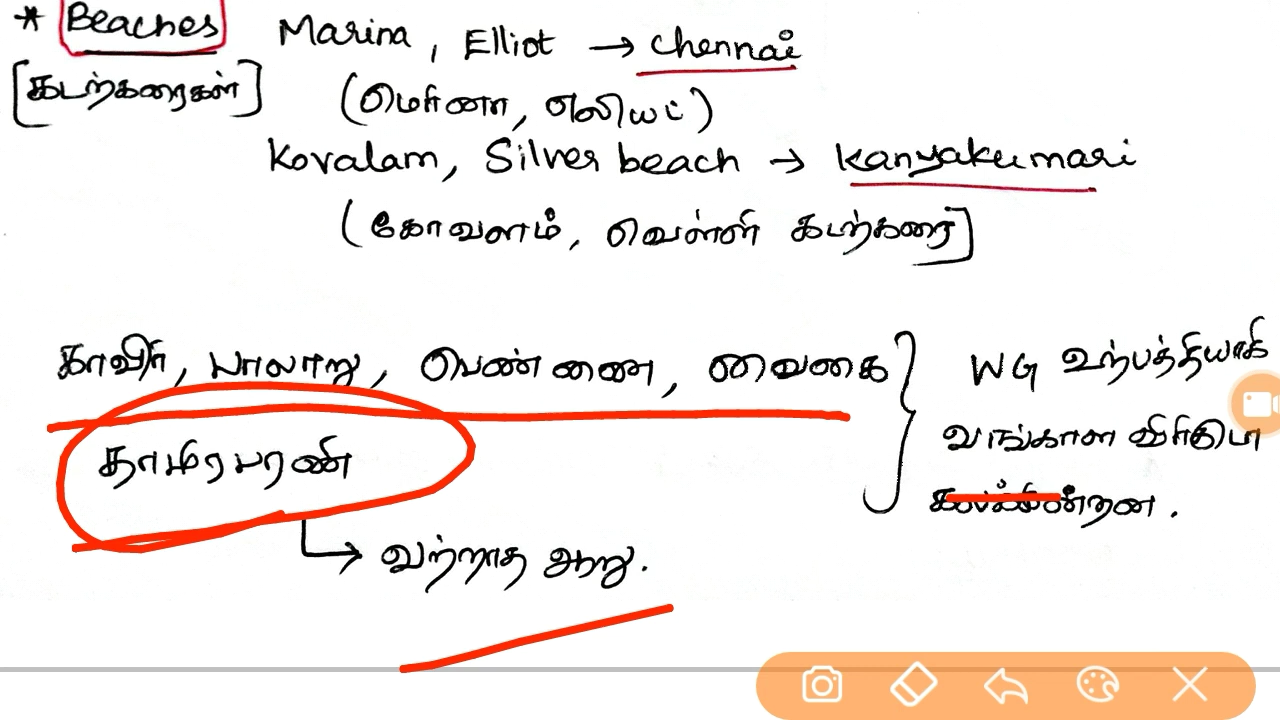 * Beaches Marina, Elliot → Chennai
[கடற்கரைகள்] (மெரினா, எலியட்)
Kovalam, Silver beach → Kanyakumari
(கோவளம், வெள்ளி கடற்கரை]
காவிரி, பாலாறு, பெண்ணை, வைகை } WG உற்பத்தியாகி
தாமிரபரணி வங்காள விரிகுடா
கலக்கின்றன.
↳ வற்றாத ஆறு.